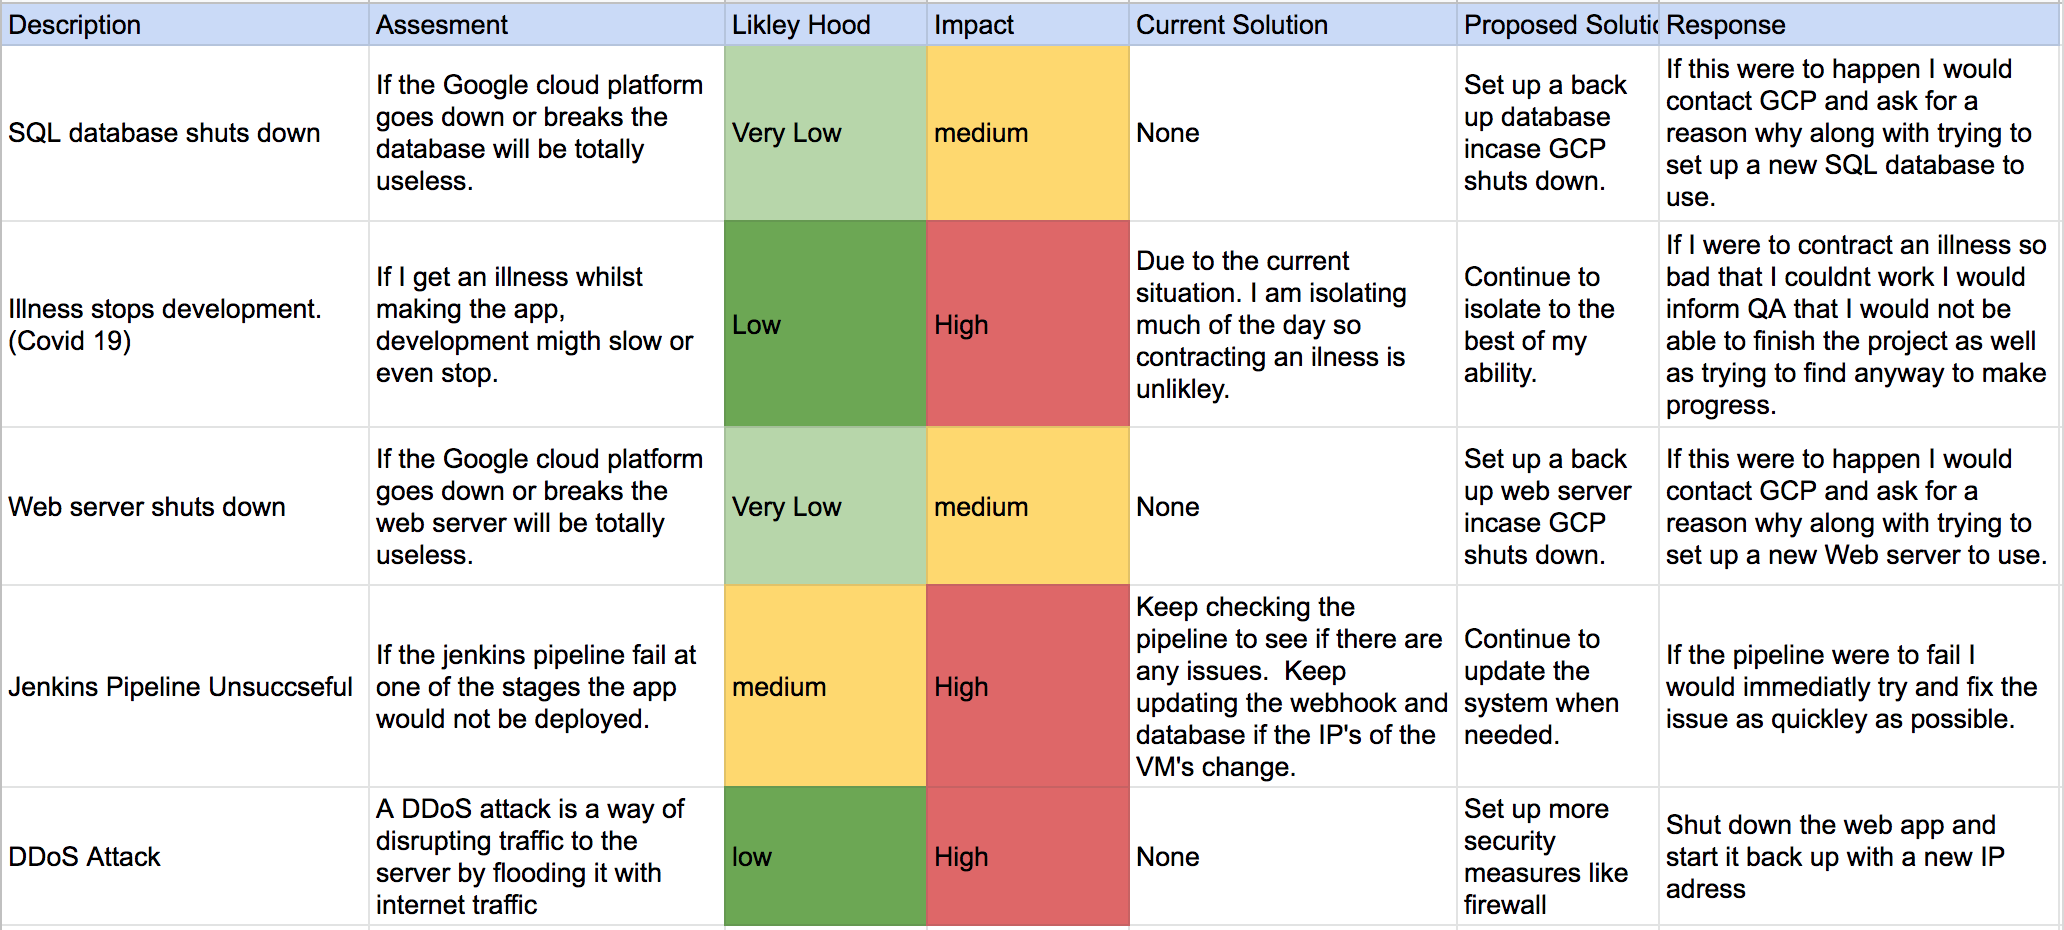 Description
Assesment
Likley Hood
Impact
Current Solution
Proposed Solutic
Response
SQL database shuts down
If the Google cloud platform
goes down or breaks the
database will be totally
useless.
Very Low
medium
None
Set up a back
up database
incase GCP
shuts down.
If this were to happen I would
contact GCP and ask for a
reason why along with trying to
set up a new SQL database to
use.
Illness stops development.
(Covid 19)
If I get an illness whilst
making the app,
development migth slow or
even stop.
Low
High
Due to the current
situation. I am isolating
much of the day so
contracting an ilness is
unlikley.
Continue to
isolate to the
best of my
ability.
If I were to contract an illness so
bad that I couldnt work I would
inform QA that I would not be
able to finish the project as well
as trying to find anyway to make
progress.
Web server shuts down
If the Google cloud platform
goes down or breaks the
web server will be totally
useless.
Very Low
medium
None
Set up a back
up web server
incase GCP
shuts down.
If this were to happen I would
contact GCP and ask for a
reason why along with trying to
set up a new Web server to use.
Jenkins Pipeline Unsuccseful
If the jenkins pipeline fail at
one of the stages the app
would not be deployed.
medium
High
Keep checking the
pipeline to see if there are
any issues.  Keep
updating the webhook and
database if the IP's of the
VM's change.
Continue to
update the
system when
needed.
If the pipeline were to fail I
would immediatly try and fix the
issue as quickley as possible.
DDoS Attack
A DDoS attack is a way of
disrupting traffic to the
server by flooding it with
internet traffic
low
High
None
Set up more
security
measures like
firewall
Shut down the web app and
start it back up with a new IP
adress